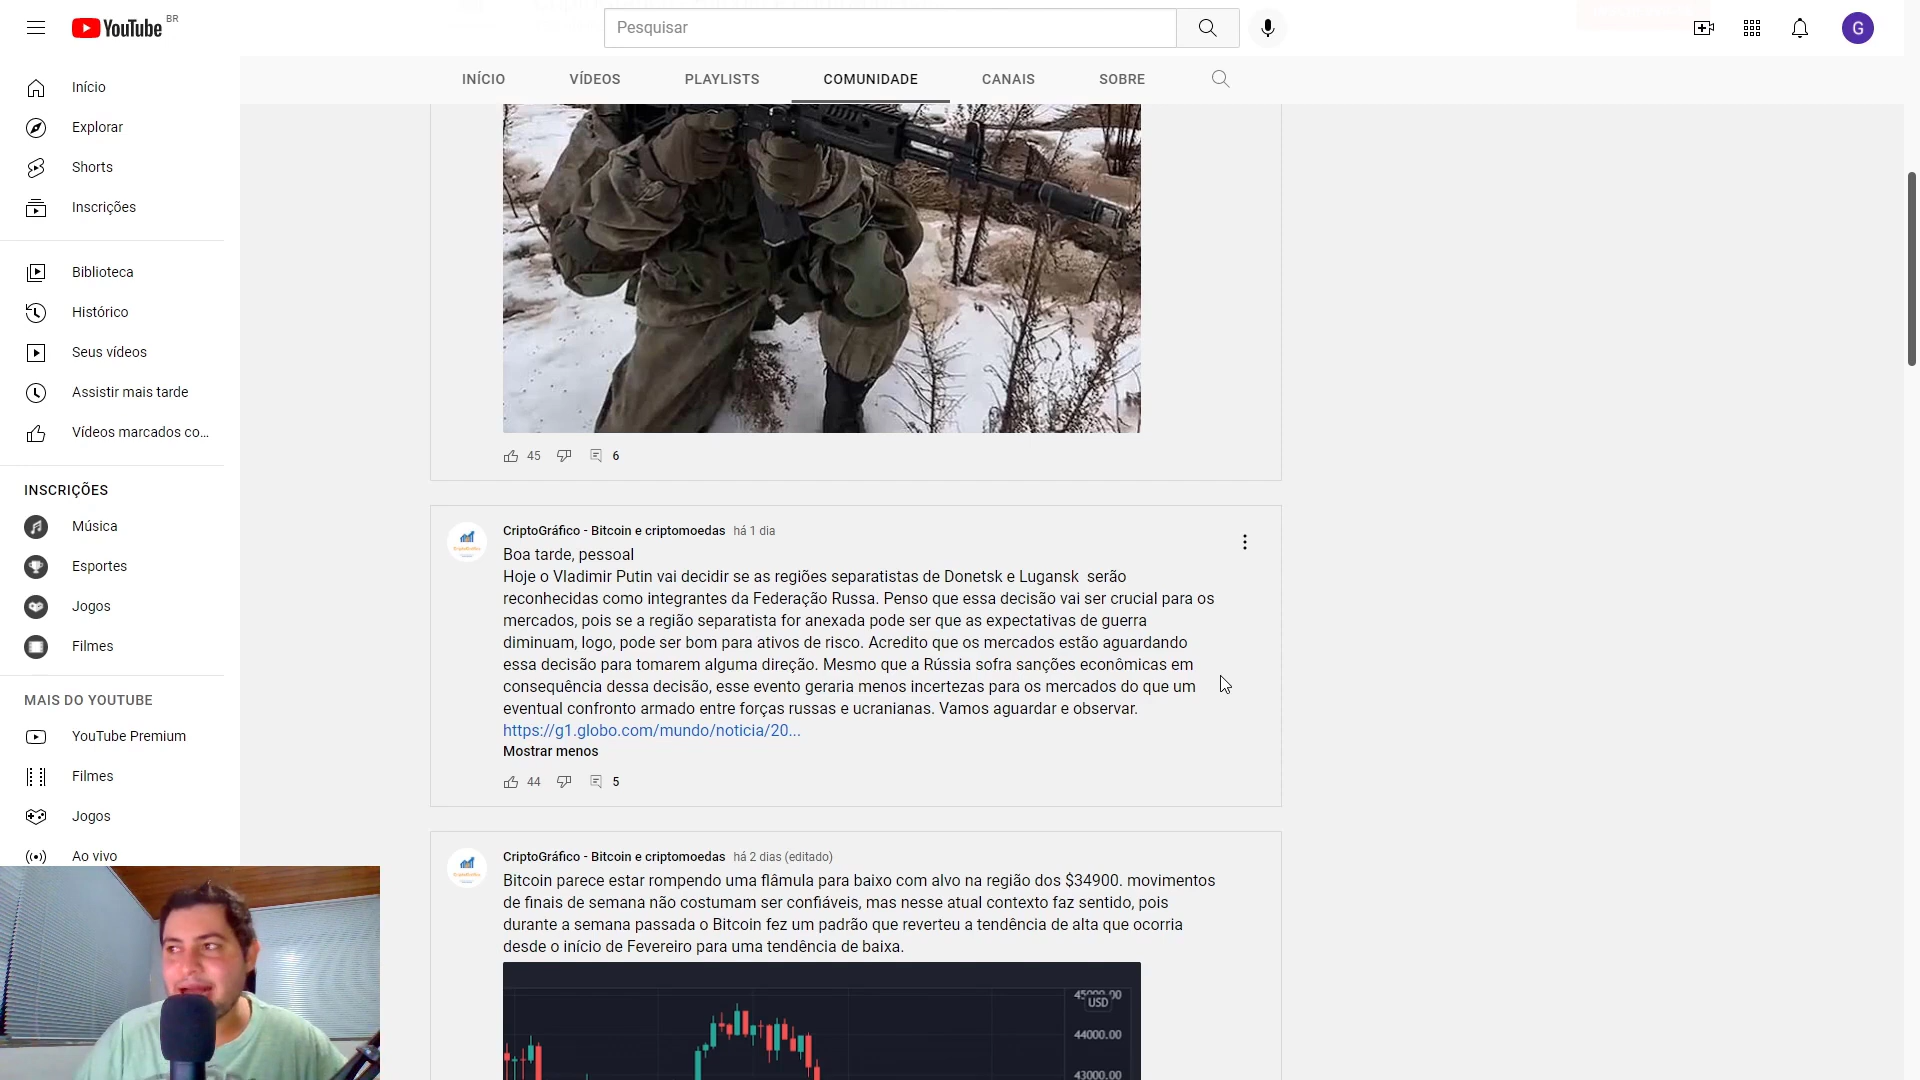 YouTube BR
Pesquisar
G
INÍCIO VÍDEOS PLAYLISTS COMUNIDADE CANAIS SOBRE
Início
Explorar
Shorts
Inscrições
Biblioteca
Histórico
Seus vídeos
Assistir mais tarde
Vídeos marcados co...
INSCRIÇÕES
Música
Esportes
Jogos
Filmes
MAIS DO YOUTUBE
YouTube Premium
Filmes
Jogos
Ao vivo
45 6
CriptoGráfico - Bitcoin e criptomoedas há 1 dia
Boa tarde, pessoal
Hoje o Vladimir Putin vai decidir se as regiões separatistas de Donetsk e Lugansk serão
reconhecidas como integrantes da Federação Russa. Penso que essa decisão vai ser crucial para os
mercados, pois se a região separatista for anexada pode ser que as expectativas de guerra
diminuam, logo, pode ser bom para ativos de risco. Acredito que os mercados estão aguardando
essa decisão para tomarem alguma direção. Mesmo que a Rússia sofra sanções econômicas em
consequência dessa decisão, esse evento geraria menos incertezas para os mercados do que um
eventual confronto armado entre forças russas e ucranianas. Vamos aguardar e observar.
https://g1.globo.com/mundo/noticia/20...
Mostrar menos
44 5
CriptoGráfico - Bitcoin e criptomoedas há 2 dias (editado)
Bitcoin parece estar rompendo uma flâmula para baixo com alvo na região dos $34900. movimentos
de finais de semana não costumam ser confiáveis, mas nesse atual contexto faz sentido, pois
durante a semana passada o Bitcoin fez um padrão que reverteu a tendência de alta que ocorria
desde o início de Fevereiro para uma tendência de baixa.
USD
44000.00
43000.00